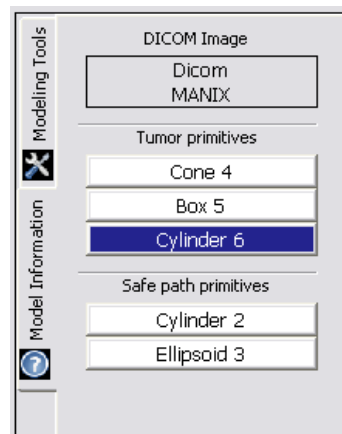 Modeling Tools
Model Information
DICOM Image
Dicom
MANIX
Tumor primitives
Cone 4
Box 5
Cylinder 6
Safe path primitives
Cylinder 2
Ellipsoid 3